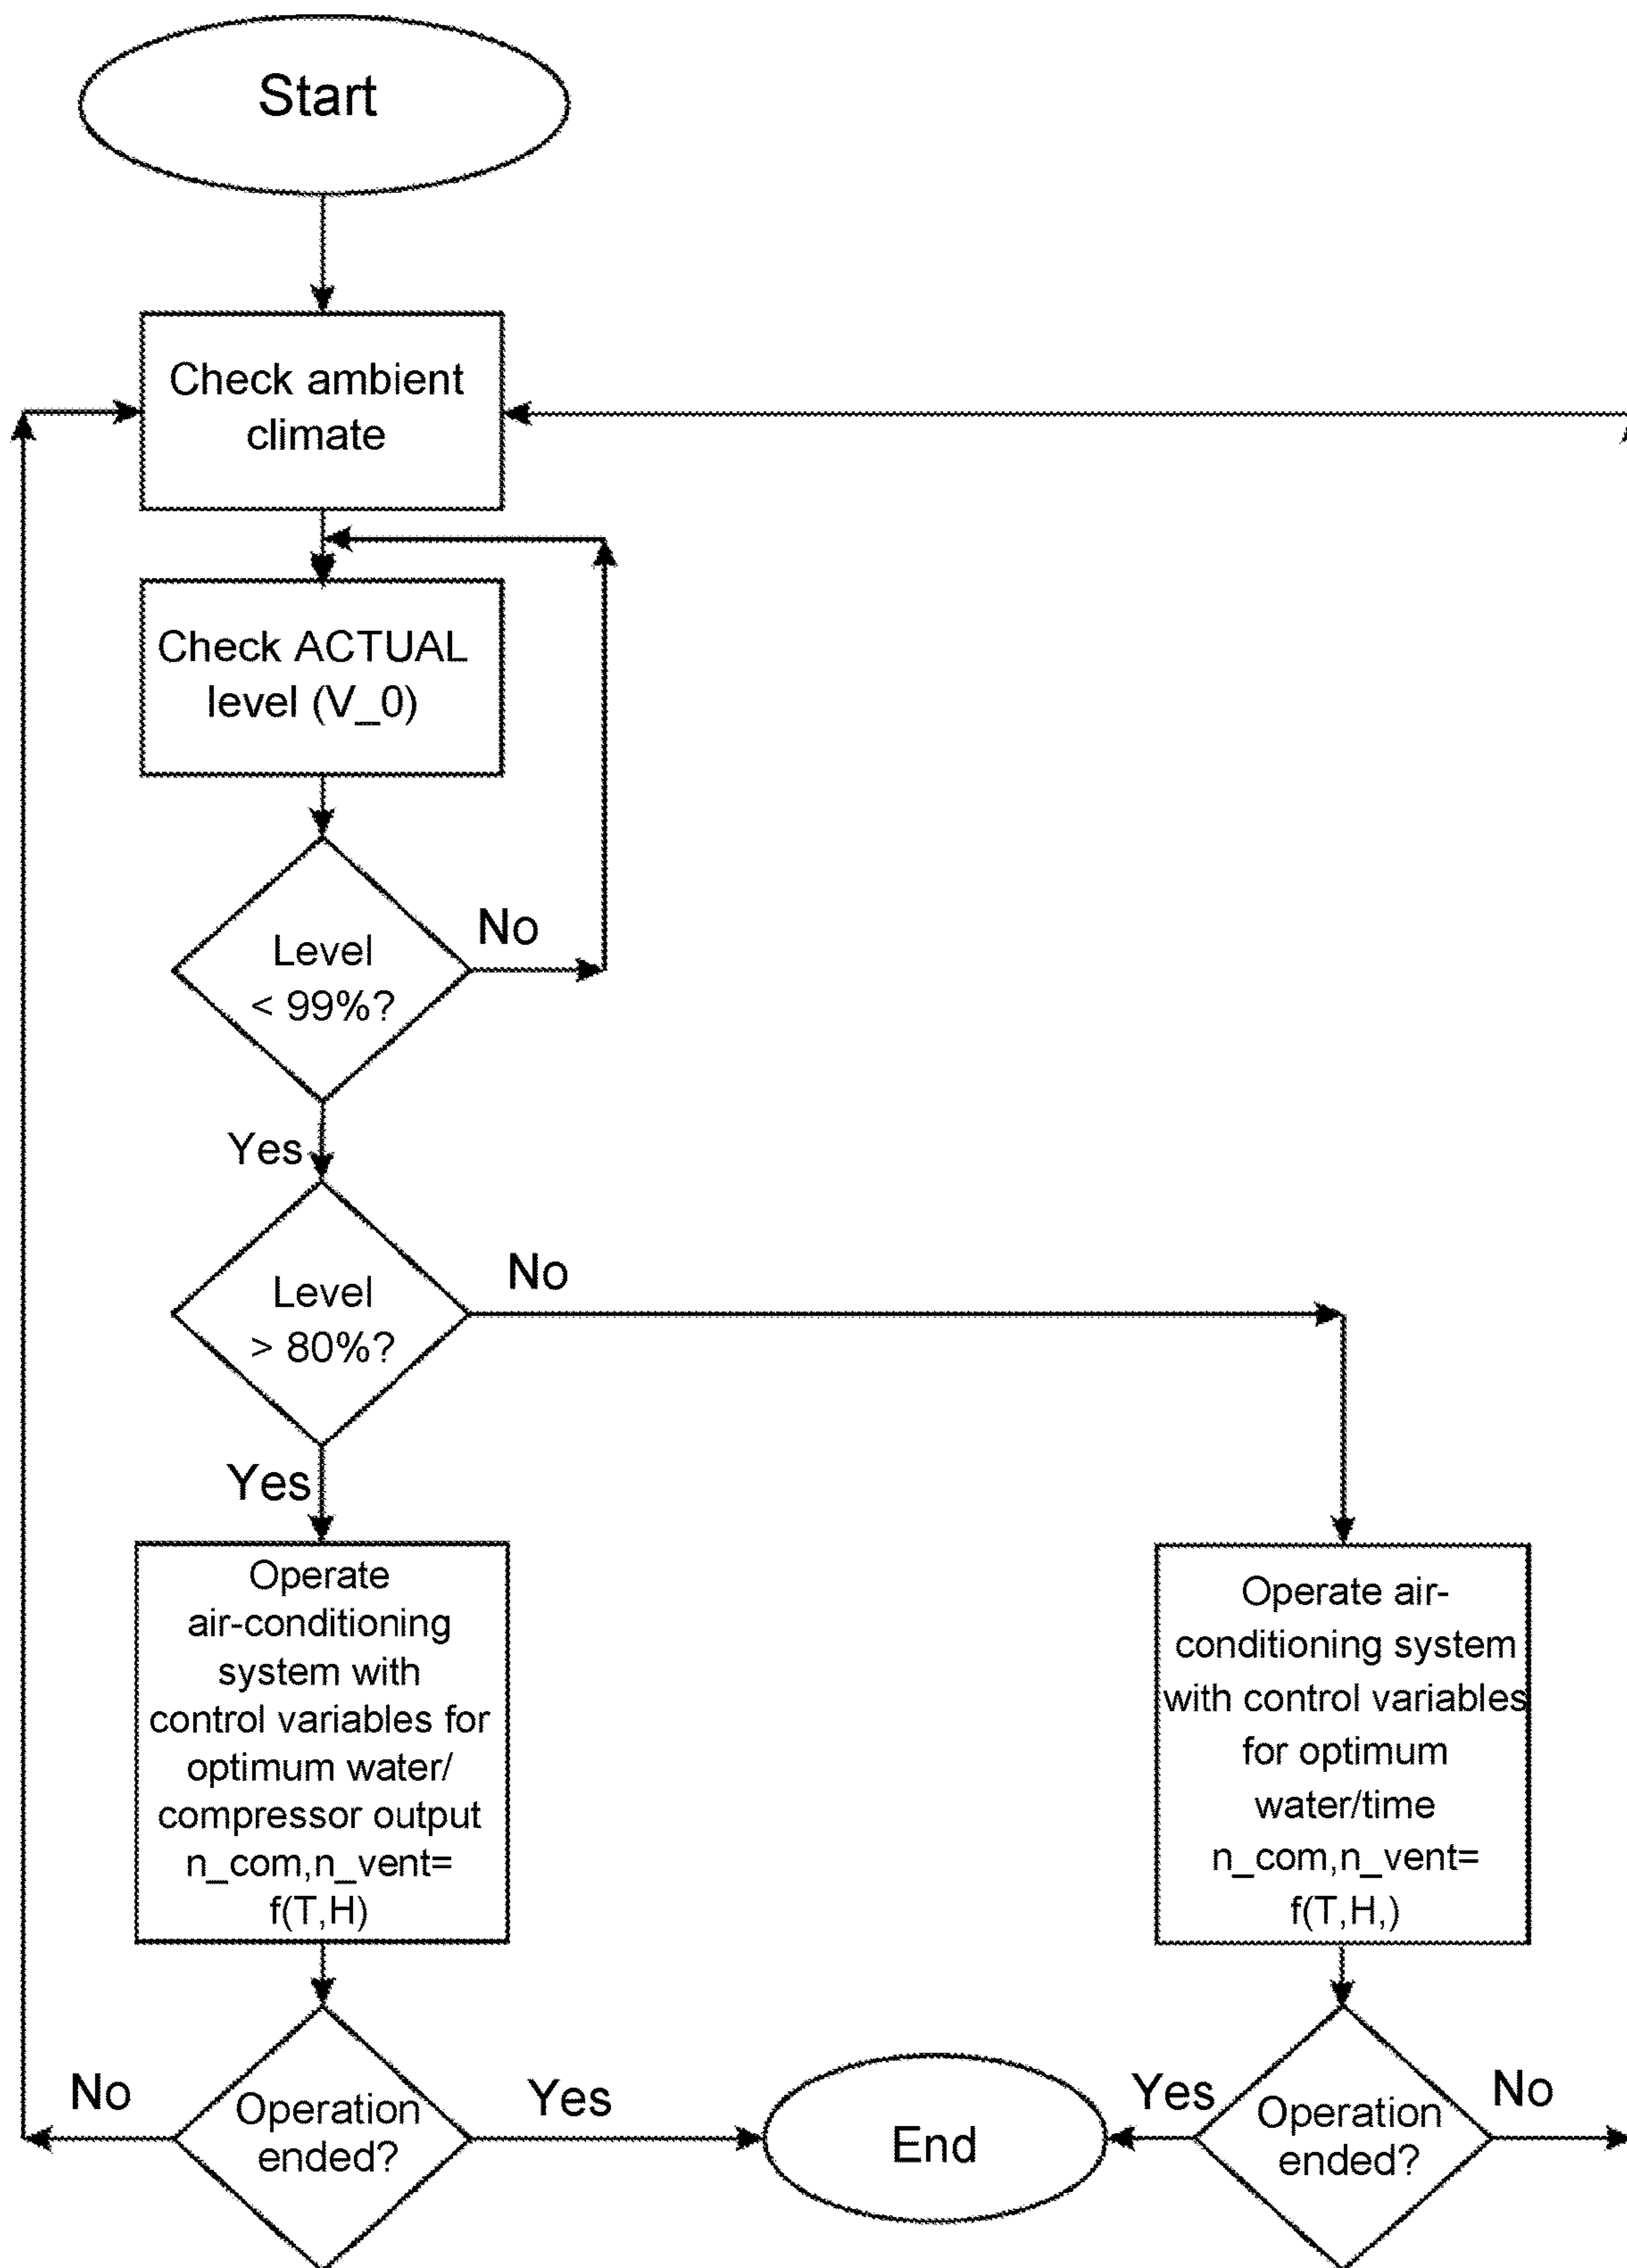 Start
Check ambient
climate
Check ACTUAL
level (V_0)
Level
< 99%?
No
Yes
Level
> 80%?
No
Yes
Operate
air-conditioning
system with
control variables for
optimum water/
compressor output
n_com,n_vent=
f(T,H)
Operate air-
conditioning system
with control variables
for optimum
water/time
n_com,n_vent=
f(T,H,)
No
Operation
ended?
Yes
End
Yes
Operation
ended?
No